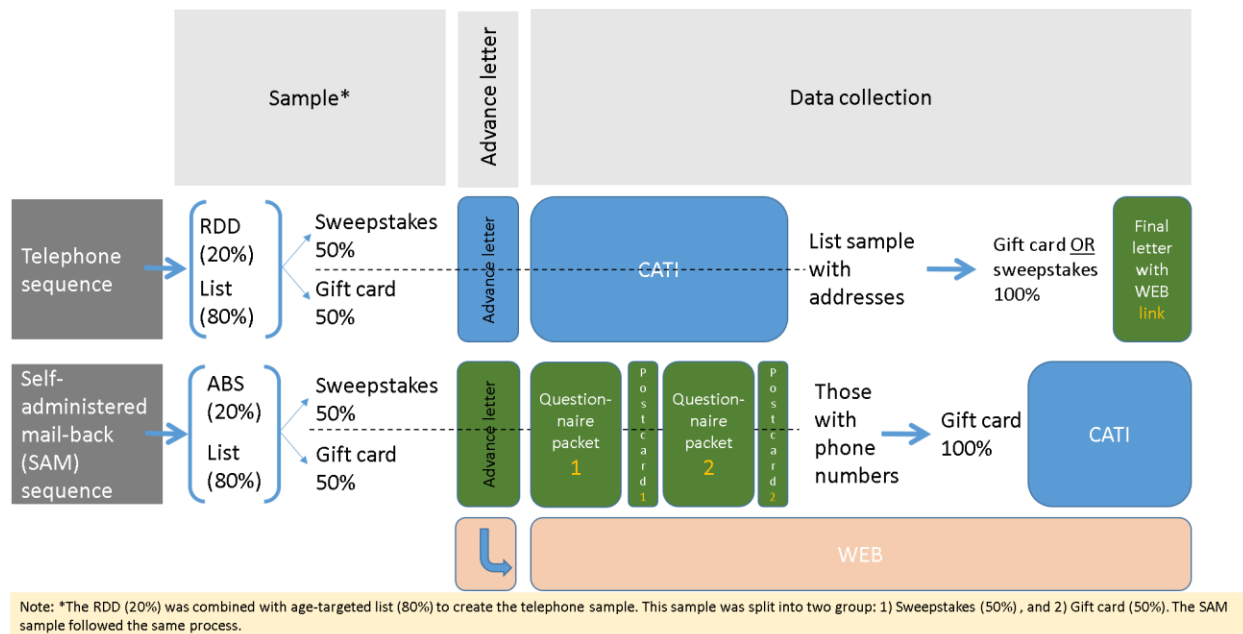 Sample*
Advance letter
Data collection
Telephone
sequence
RDD
(20%)
List
(80%)
Sweepstakes
50%
Gift card
50%
Advance letter
CATI
List sample
with
addresses
Gift card OR
sweepstakes
100%
Final
letter
with
WEB
link
Self-
administered
mail-back
(SAM)
sequence
ABS
(20%)
List
(80%)
Sweepstakes
50%
Gift card
50%
Advance letter
Question-
naire
packet
1
Postcard 1
Question-
naire
packet
2
Postcard 2
Those
with
phone
numbers
Gift card
100%
CATI
WEB
Note: *The RDD (20%) was combined with age-targeted list (80%) to create the telephone sample. This sample was split into two group: 1) Sweepstakes (50%) , and 2) Gift card (50%). The SAM
sample followed the same process.